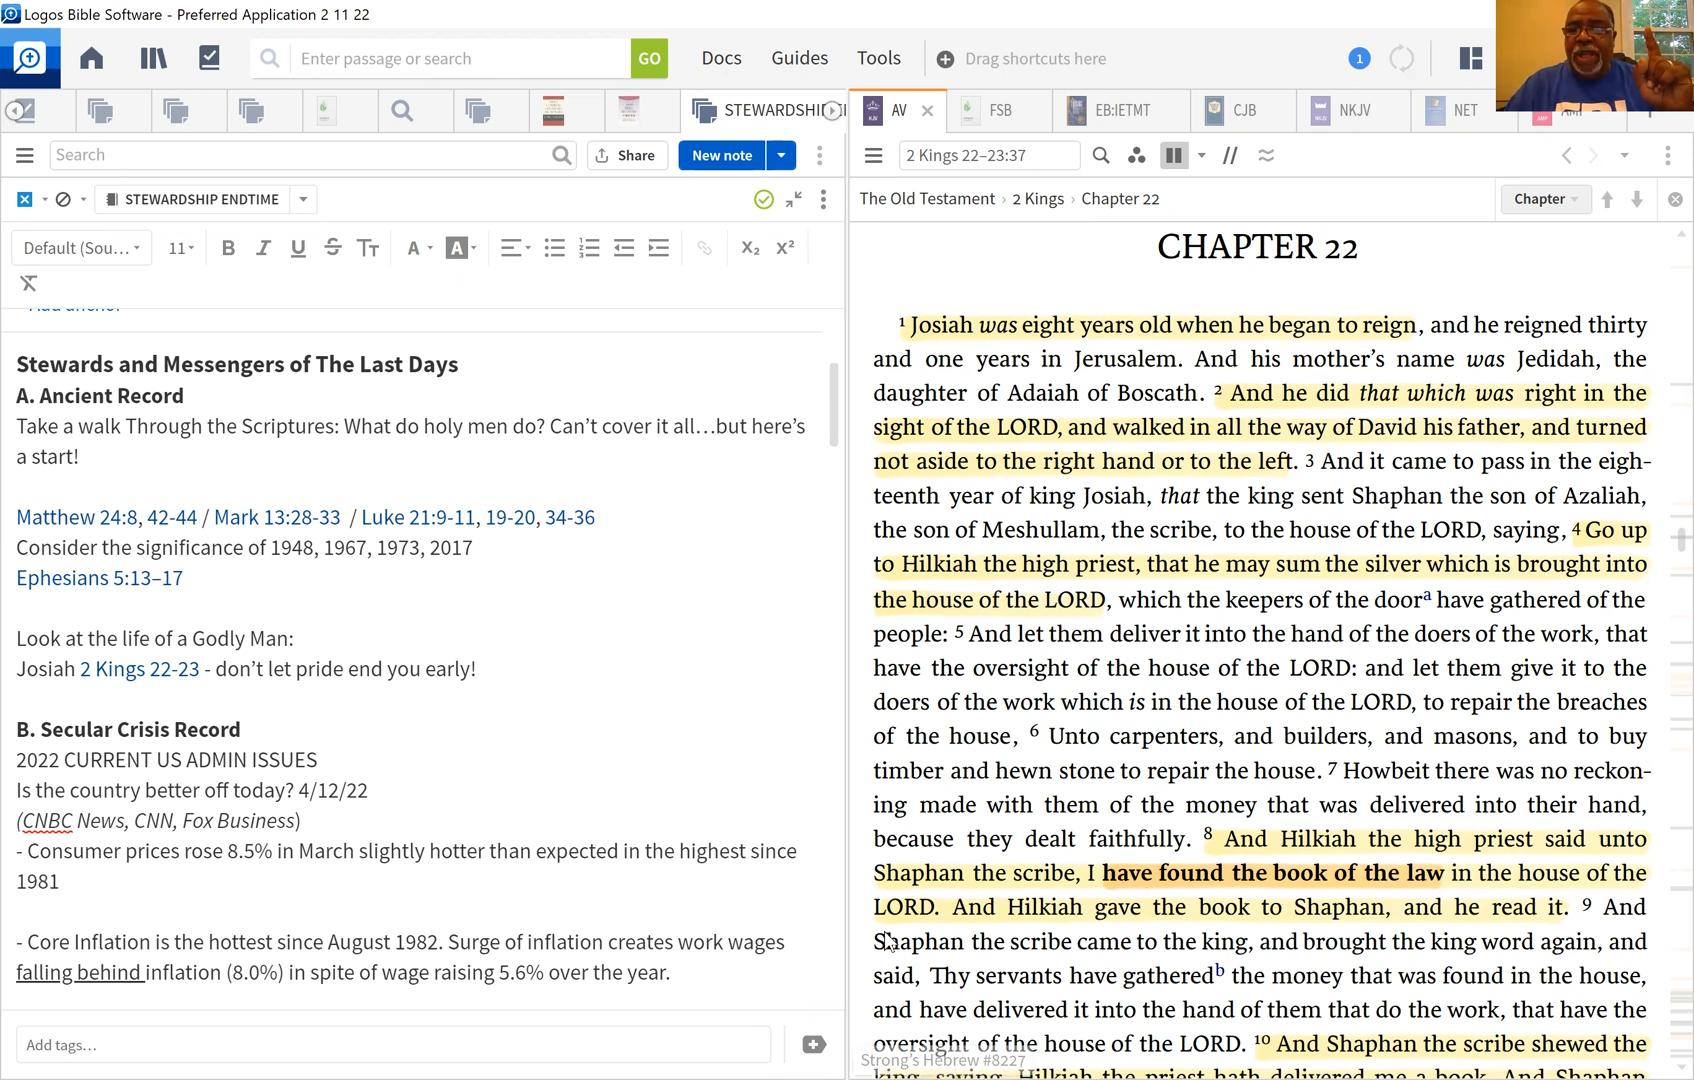 Logos Bible Software - Preferred Application 2 11 22
Enter passage or search
GO
Docs
Guides
Tools
Drag shortcuts here
1
STEWARDSHIP
AV
FSB
EB:IETMT
CJB
NKJV
NET
Search
Share
New note
2 Kings 22–23:37
STEWARDSHIP ENDTIME
The Old Testament › 2 Kings › Chapter 22
Chapter
Default (Sou...
11
Add anchor
Stewards and Messengers of The Last Days
A. Ancient Record
Take a walk Through the Scriptures: What do holy men do? Can’t cover it all…but here’s
a start!
Matthew 24:8, 42-44 / Mark 13:28-33 / Luke 21:9-11, 19-20, 34-36
Consider the significance of 1948, 1967, 1973, 2017
Ephesians 5:13–17
Look at the life of a Godly Man:
Josiah 2 Kings 22-23 - don’t let pride end you early!
B. Secular Crisis Record
2022 CURRENT US ADMIN ISSUES
Is the country better off today? 4/12/22
(CNBC News, CNN, Fox Business)
- Consumer prices rose 8.5% in March slightly hotter than expected in the highest since
1981
- Core Inflation is the hottest since August 1982. Surge of inflation creates work wages
falling behind inflation (8.0%) in spite of wage raising 5.6% over the year.
Add tags…
CHAPTER 22
1 Josiah was eight years old when he began to reign, and he reigned thirty
and one years in Jerusalem. And his mother’s name was Jedidah, the
daughter of Adaiah of Boscath. 2 And he did that which was right in the
sight of the LORD, and walked in all the way of David his father, and turned
not aside to the right hand or to the left. 3 And it came to pass in the eigh-
teenth year of king Josiah, that the king sent Shaphan the son of Azaliah,
the son of Meshullam, the scribe, to the house of the LORD, saying, 4 Go up
to Hilkiah the high priest, that he may sum the silver which is brought into
the house of the LORD, which the keepers of the door a have gathered of the
people: 5 And let them deliver it into the hand of the doers of the work, that
have the oversight of the house of the LORD: and let them give it to the
doers of the work which is in the house of the LORD, to repair the breaches
of the house, 6 Unto carpenters, and builders, and masons, and to buy
timber and hewn stone to repair the house. 7 Howbeit there was no reckon-
ing made with them of the money that was delivered into their hand,
because they dealt faithfully. 8 And Hilkiah the high priest said unto
Shaphan the scribe, I have found the book of the law in the house of the
LORD. And Hilkiah gave the book to Shaphan, and he read it. 9 And
Shaphan the scribe came to the king, and brought the king word again, and
said, Thy servants have gathered b the money that was found in the house,
and have delivered it into the hand of them that do the work, that have the
oversight of the house of the LORD. 10 And Shaphan the scribe shewed the
king, saying, Hilkiah the priest hath delivered me a book. And Shaphan
Strong’s Hebrew #8227